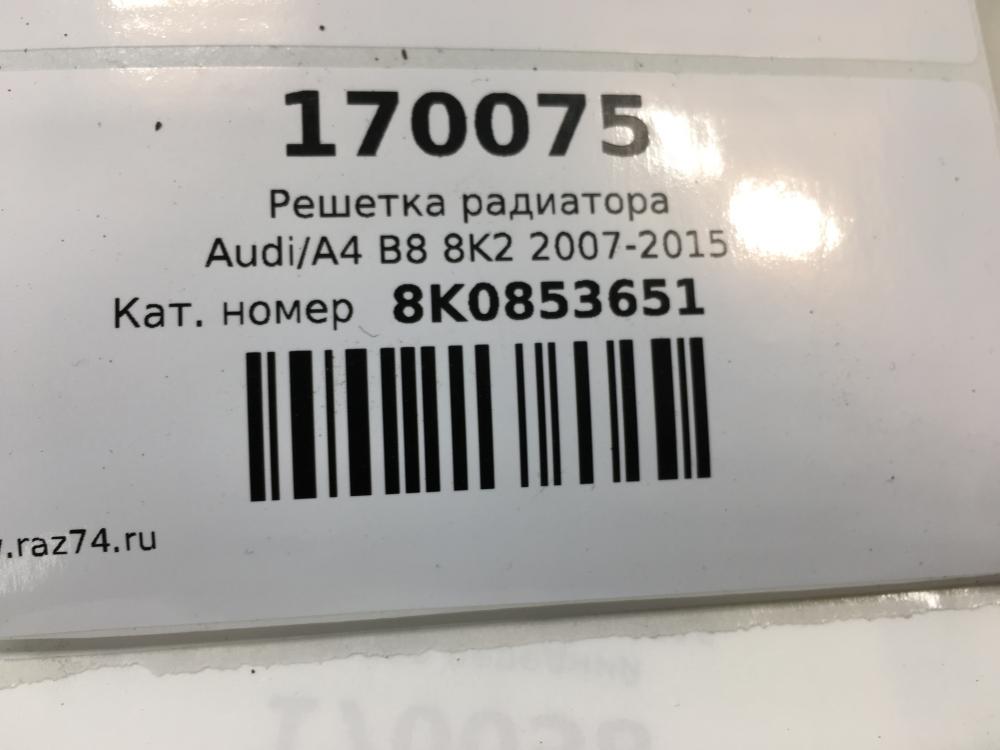 170075
Решетка радиатора
Audi/A4 B8 8K2 2007-2015
Кат. номер 8K0853651
.raz74.ru